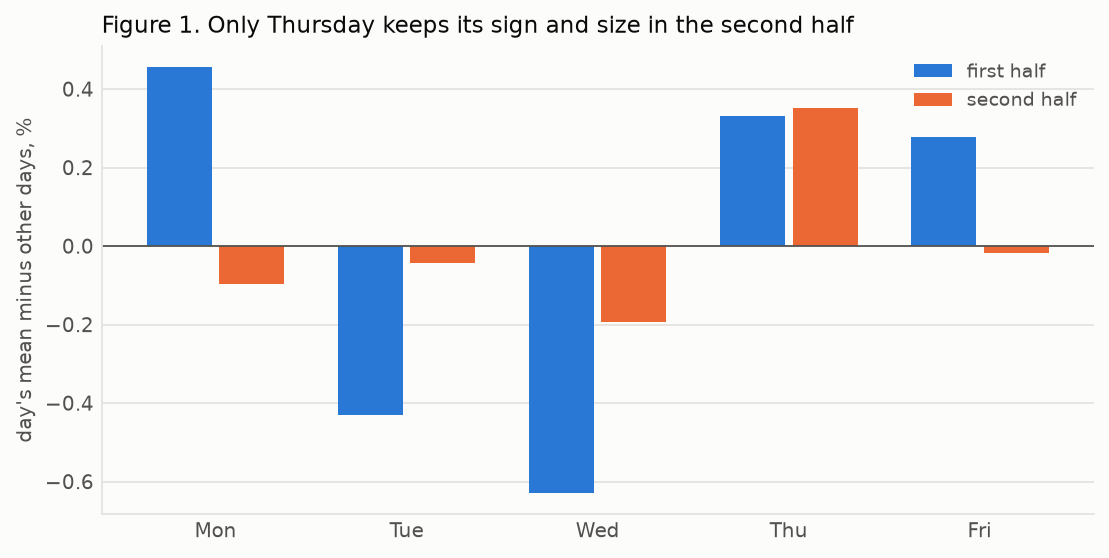 Figure 1. Only Thursday keeps its sign and size in the second half
first half
second half
day's mean minus other days, %
0.4
0.2
0.0
−0.2
−0.4
−0.6
Mon
Tue
Wed
Thu
Fri